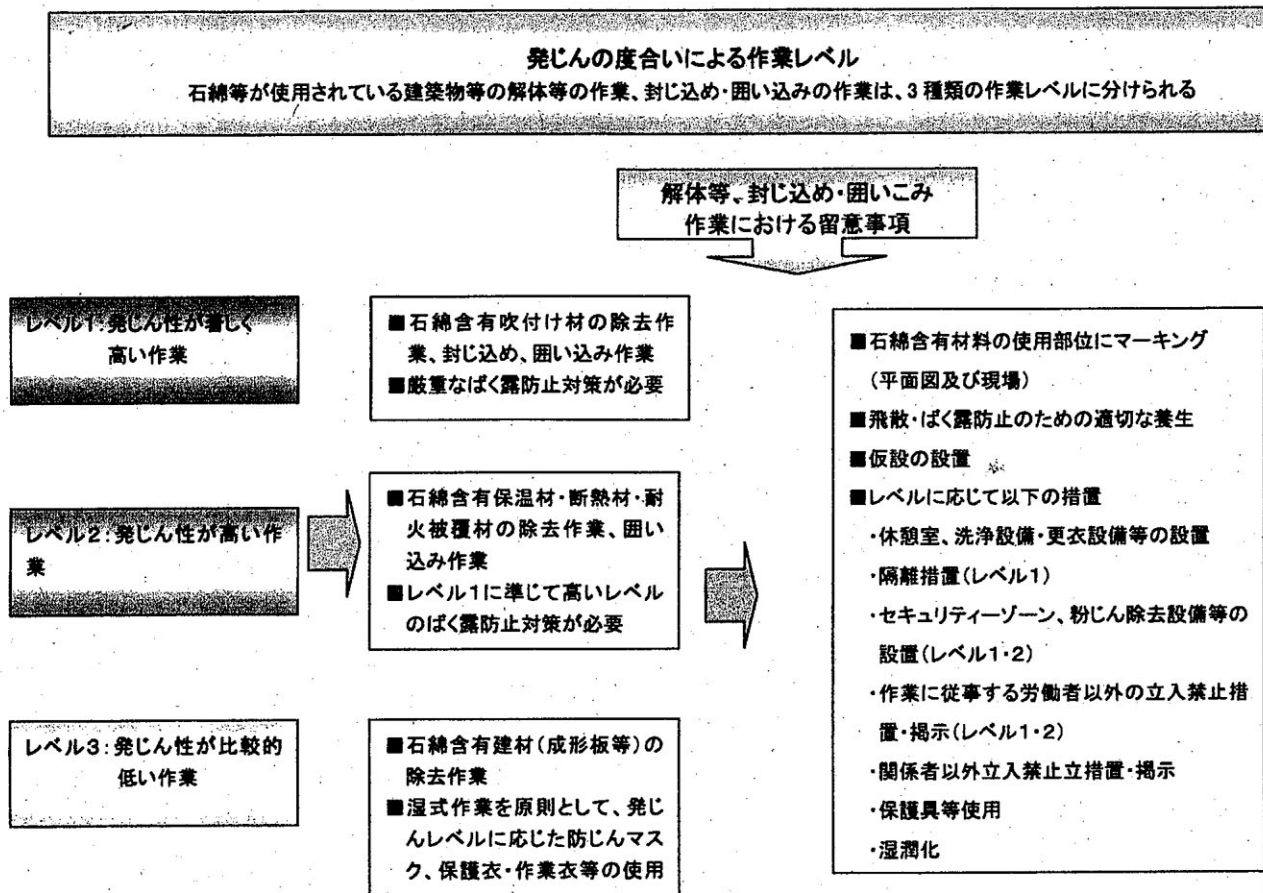 発じんの度合いによる作業レベル
石綿等が使用されている建築物等の解体等の作業、封じ込め・囲い込みの作業は、3種類の作業レベルに分けられる
解体等、封じ込め・囲いこみ
作業における留意事項
レベル1:発じん性が著しく
高い作業
■石綿含有吹付け材の除去作
業、封じ込め、囲い込み作業
■厳重なばく露防止対策が必要
レベル2:発じん性が高い作
業
■石綿含有保温材・断熱材・耐
火被覆材の除去作業、囲い
込み作業
■レベル1に準じて高いレベル
のばく露防止対策が必要
レベル3:発じん性が比較的
低い作業
■石綿含有建材(成形板等)の
除去作業
■湿式作業を原則として、発じ
んレベルに応じた防じんマス
ク、保護衣・作業衣等の使用
■石綿含有材料の使用部位にマーキング
(平面図及び現場)
■飛散・ばく露防止のための適切な養生
■仮設の設置
■レベルに応じて以下の措置
・休憩室、洗浄設備・更衣設備等の設置
・隔離措置(レベル1)
・セキュリティーゾーン、粉じん除去設備等の
設置(レベル1・2)
・作業に従事する労働者以外の立入禁止措
置・掲示(レベル1・2)
・関係者以外立入禁止立措置・掲示
・保護具等使用
・湿潤化